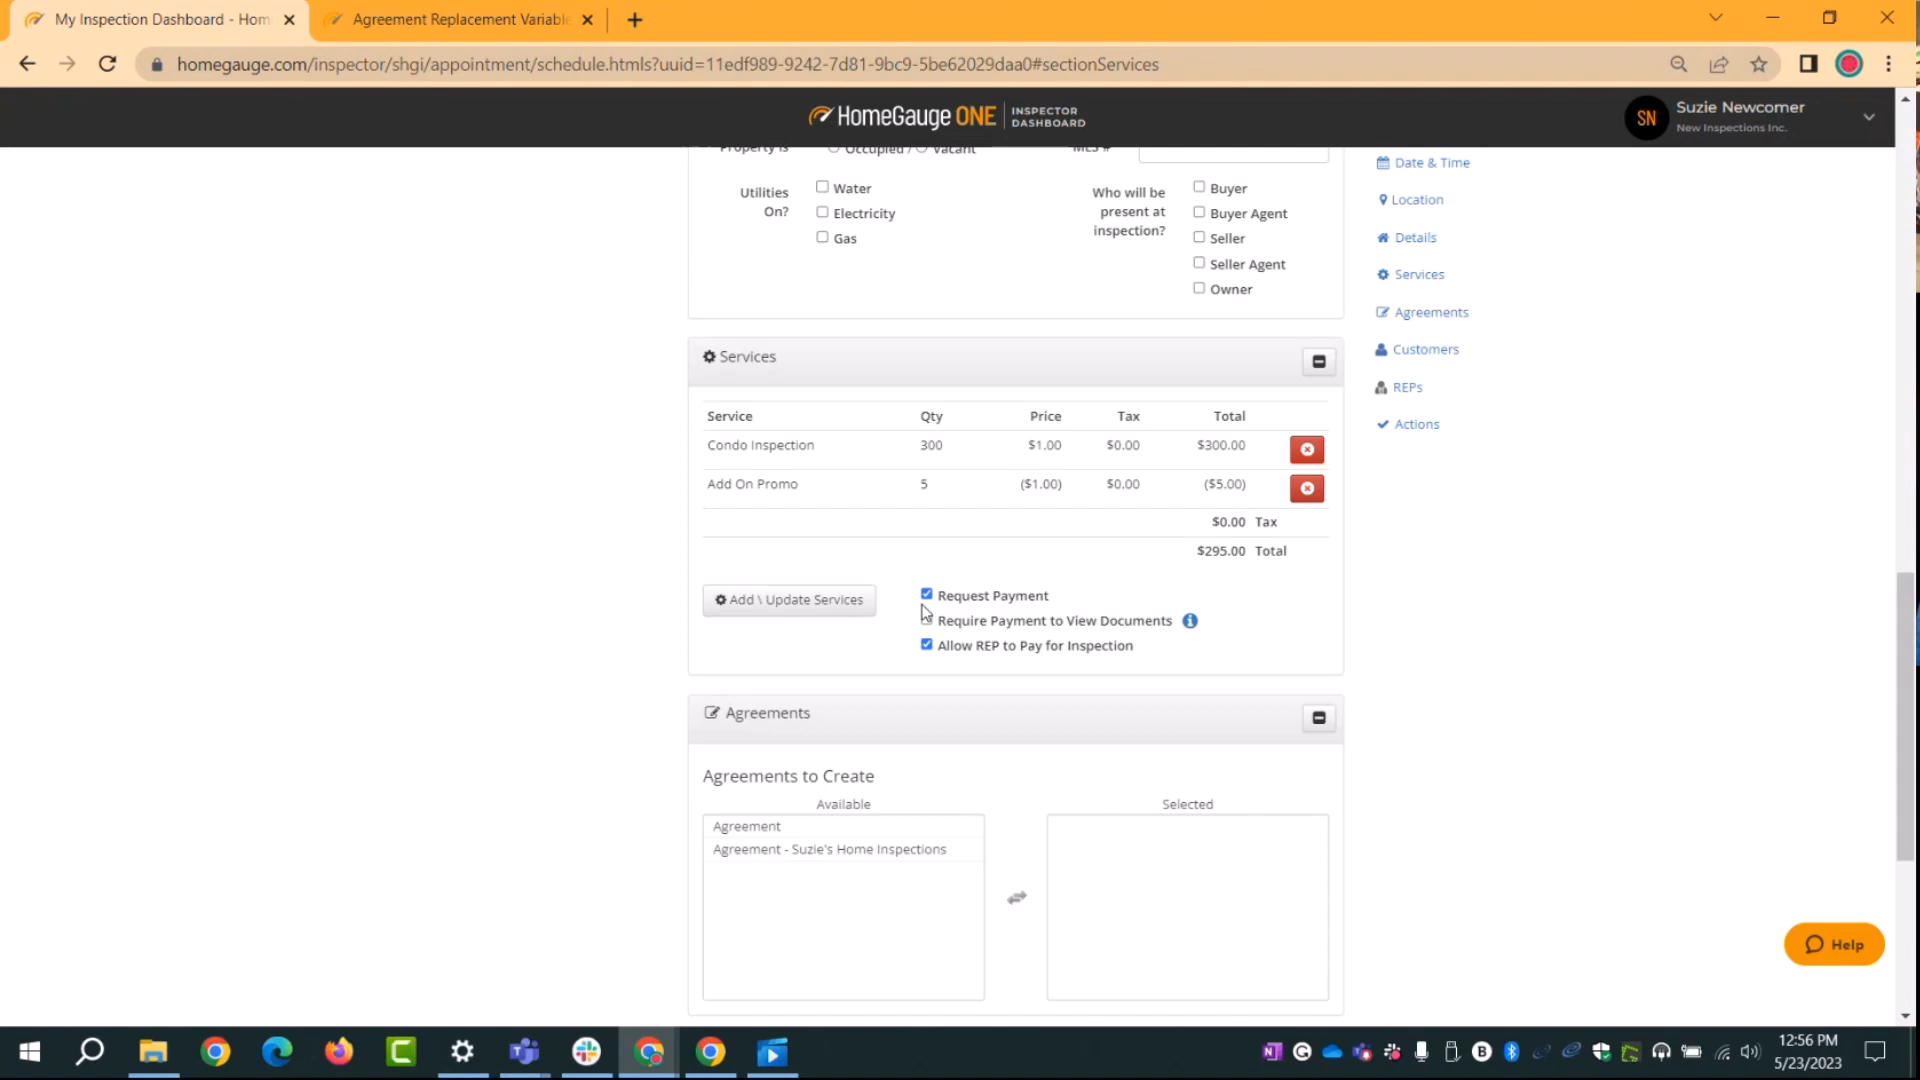 My Inspection Dashboard - Hom
Agreement Replacement Variabl
homegauge.com/inspector/shgi/appointment/schedule.htmls?uuid=11edf989-9242-7d81-9bc9-5be62029daa0#sectionServices
HomeGauge ONE INSPECTOR DASHBOARD
SN Suzie Newcomer
New Inspections Inc.
Property is Occupied / Vacant MLS #
Utilities On?
Water
Electricity
Gas
Who will be present at inspection?
Buyer
Buyer Agent
Seller
Seller Agent
Owner
Date & Time
Location
Details
Services
Agreements
Customers
REPs
Actions
Services
Service Qty Price Tax Total
Condo Inspection 300 $1.00 $0.00 $300.00
Add On Promo 5 ($1.00) $0.00 ($5.00)
$0.00 Tax
$295.00 Total
Add \ Update Services
Request Payment
Require Payment to View Documents
Allow REP to Pay for Inspection
Agreements
Agreements to Create
Available
Agreement
Agreement - Suzie's Home Inspections
Selected
Help
12:56 PM
5/23/2023